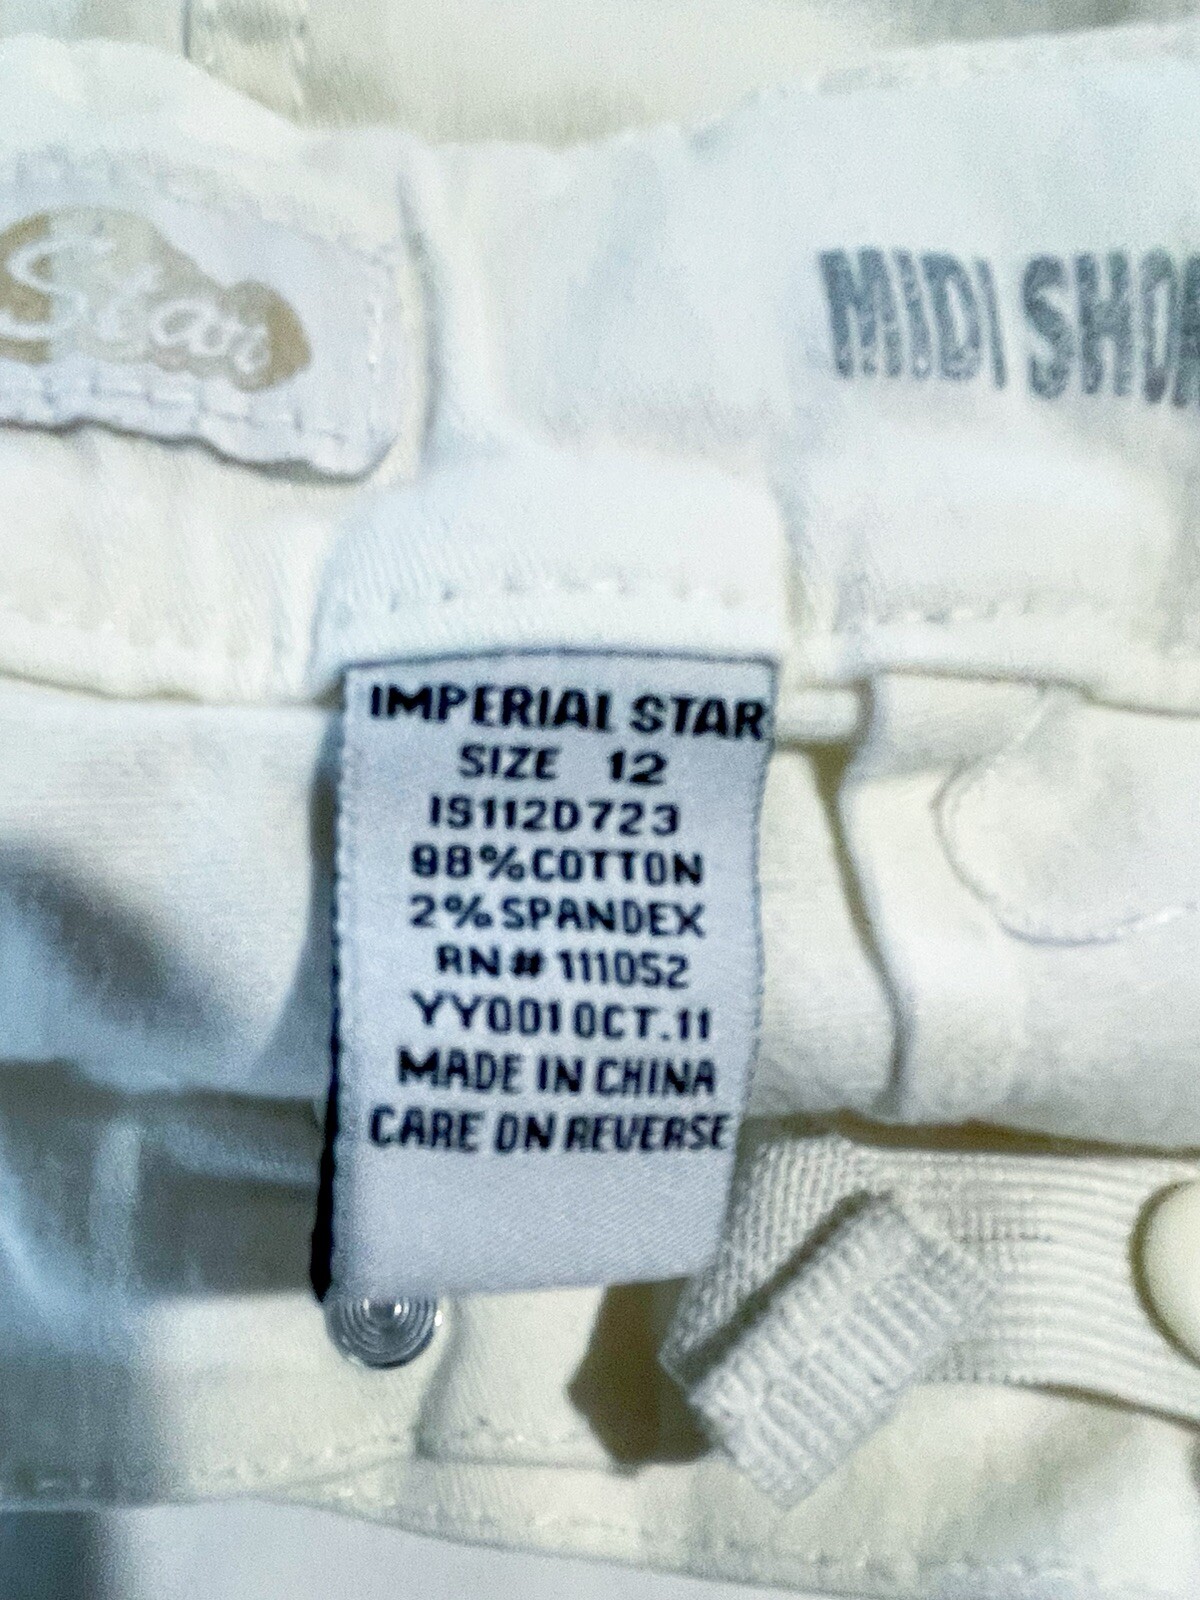 Star
MIDI
IMPERIAL STAR
SIZE 12
IS112D723
98%COTTON
2%SPANDEX
RN# 111052
YY001OCT.11
MADE IN CHINA
CARE ON REVERSE